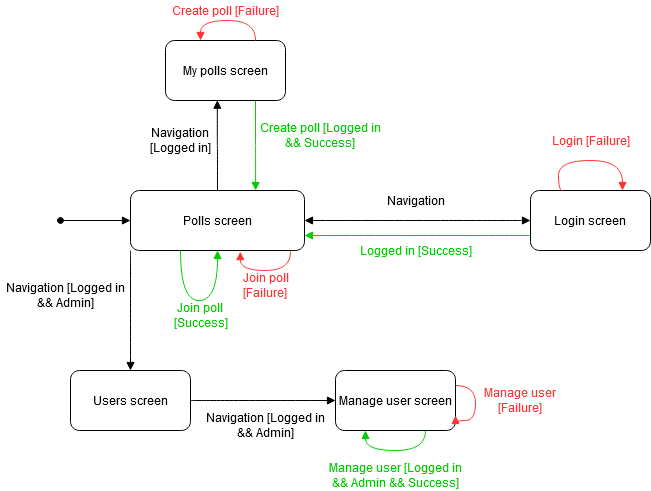 Create poll [Failure]
My polls screen
Navigation
[Logged in]
Create poll [Logged in
&& Success]
Login [Failure]
Polls screen
Navigation
Login screen
Logged in [Success]
Navigation [Logged in
&& Admin]
Join poll
[Success]
Join poll
[Failure]
Users screen
Navigation [Logged in
&& Admin]
Manage user screen
Manage user
[Failure]
Manage user [Logged in
&& Admin && Success]